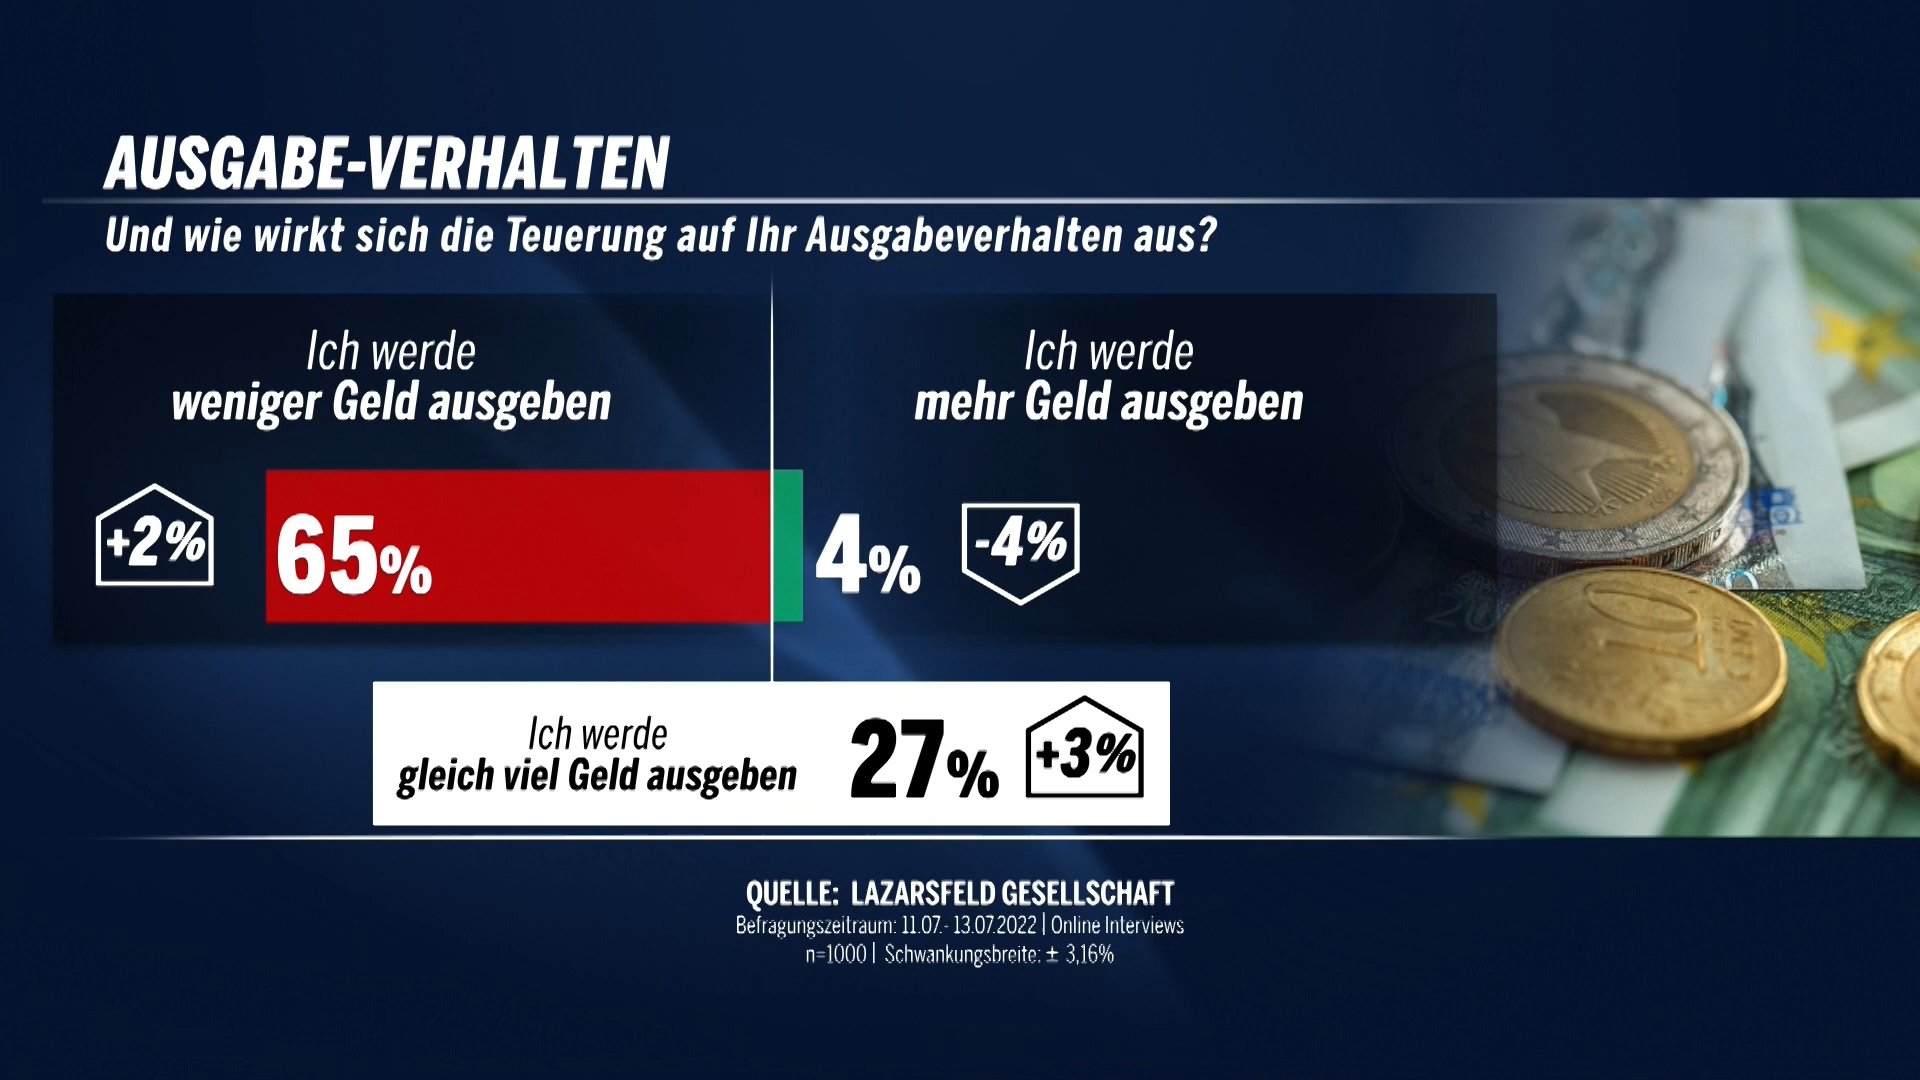 AUSGABE-VERHALTEN
Und wie wirkt sich die Teuerung auf Ihr Ausgabeverhalten aus?
Ich werde
weniger Geld ausgeben
+2%
65%
Ich werde
mehr Geld ausgeben
4%
-4%
Ich werde
gleich viel Geld ausgeben
27%
+3%
QUELLE: LAZARSFELD GESELLSCHAFT
Befragungszeitraum: 11.07.- 13.07.2022 | Online Interviews
n=1000 | Schwankungsbreite: ± 3,16%
10